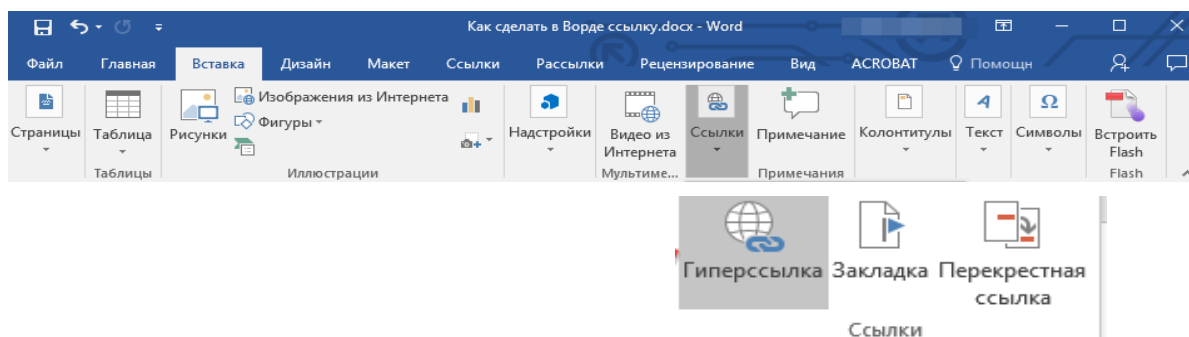 Как сделать в Ворде ссылку.docx - Word
Файл Главная Вставка Дизайн Макет Ссылки Рассылки Рецензирование Вид ACROBAT Помощн
Страницы Таблица Рисунки Изображения из Интернета Фигуры Надстройки Видео из Интернета Ссылки Примечание Колонтитулы Текст Символы Встроить Flash
Таблицы Иллюстрации Мультиме... Примечания Flash
Гиперссылка Закладка Перекрестная
ссылка
Ссылки